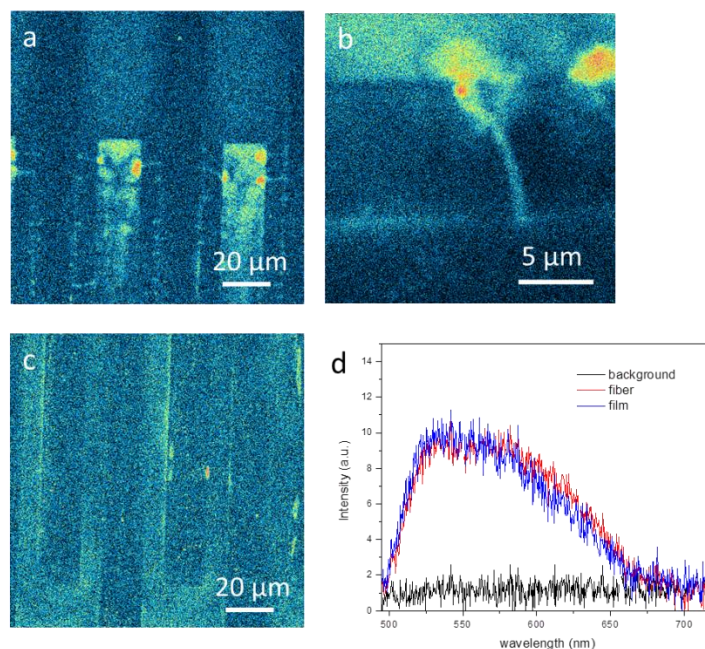 a
20 µm
b
5 µm
c
20 µm
d
14
12
10
8
6
4
2
0
background
fiber
film
Intensity (a.u.)
500
550
600
650
700
wavelength (nm)